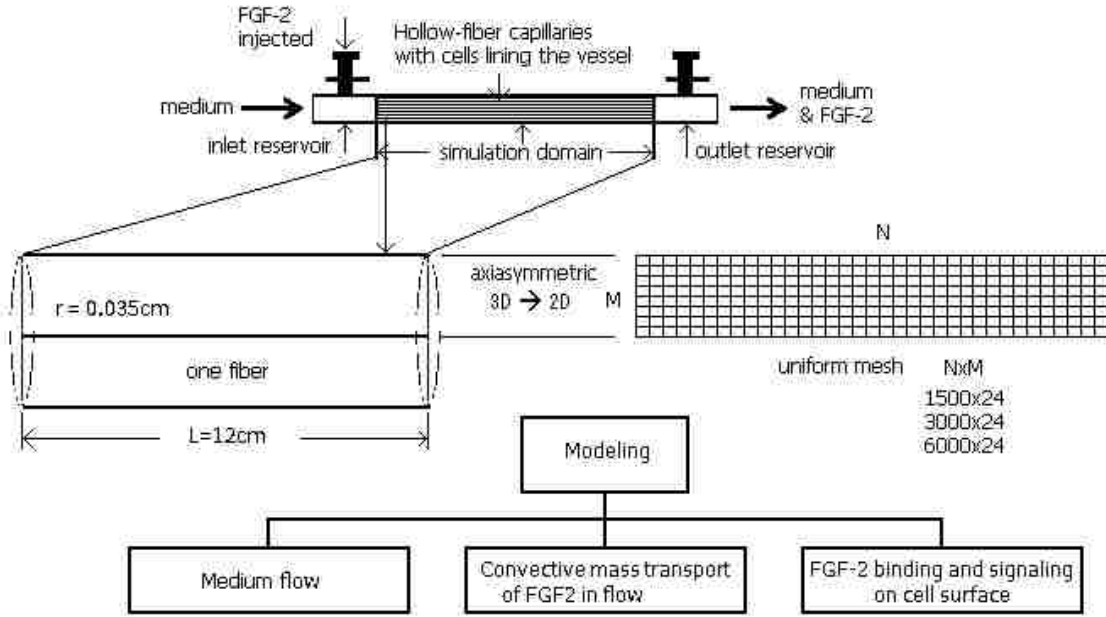 FGF-2
injected
Hollow-fiber capillaries
with cells lining the vessel
medium
medium
& FGF-2
inlet reservoir
simulation domain
outlet reservoir
N
axiasymmetric
3D → 2D
M
r = 0.035cm
one fiber
uniform mesh
NxM
1500x24
3000x24
6000x24
L=12cm
Modeling
Medium flow
Convective mass transport
of FGF2 in flow
FGF-2 binding and signaling
on cell surface